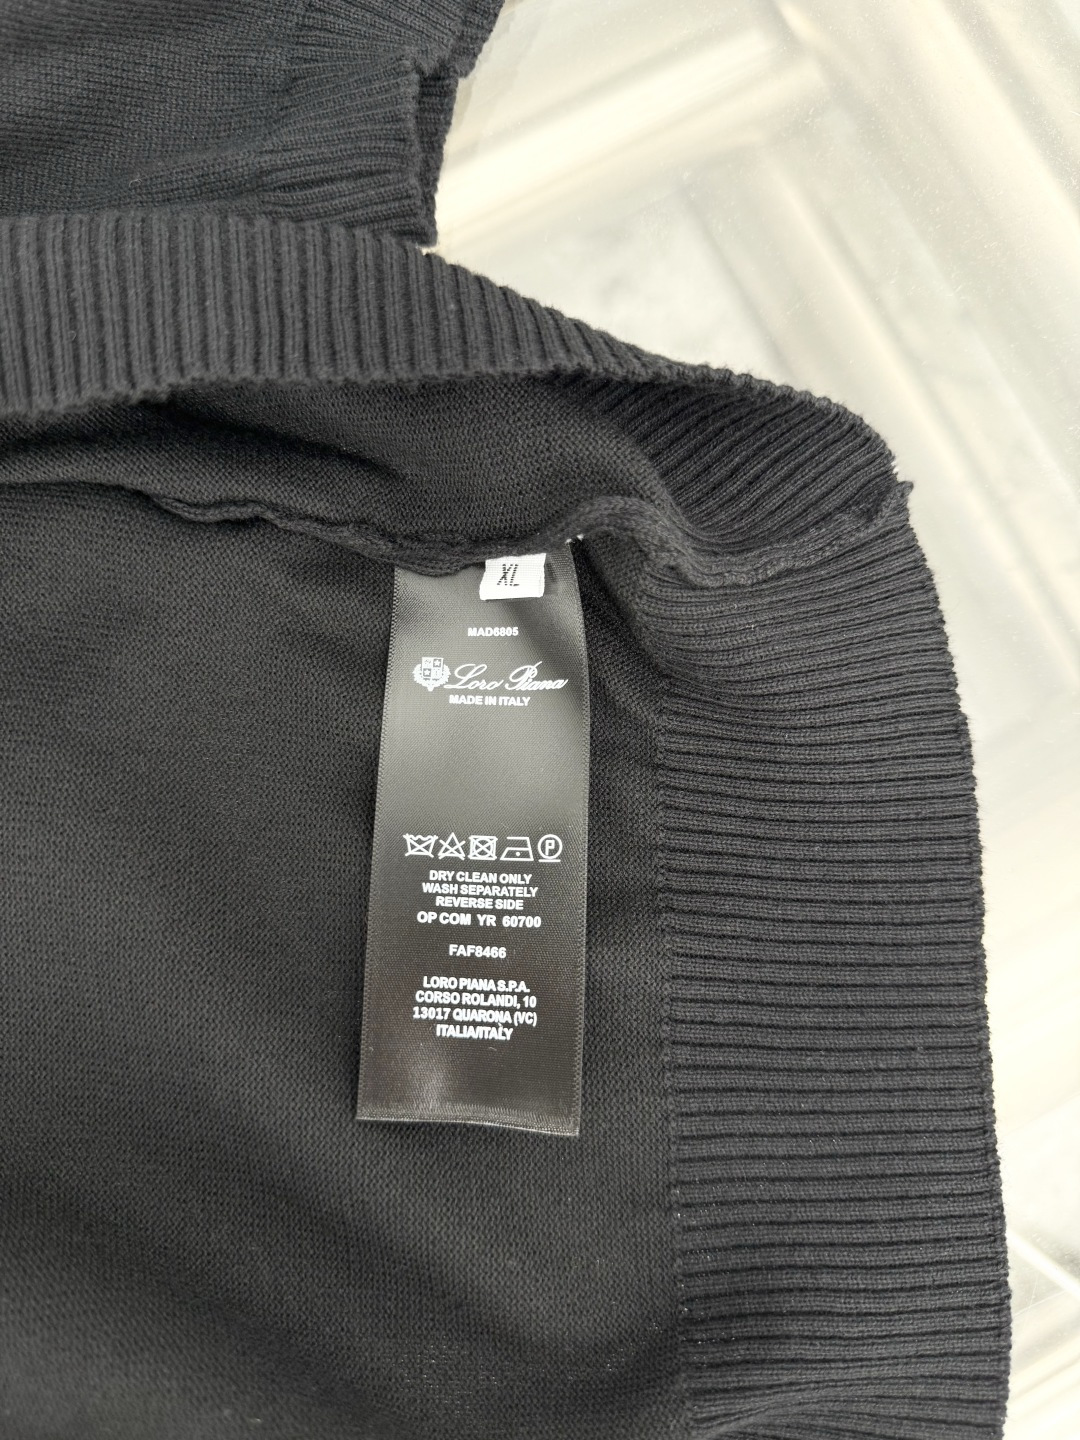 XL
MAD6805
Loro Piana
MADE IN ITALY
P
DRY CLEAN ONLY
WASH SEPARATELY
REVERSE SIDE
OP COM YR 60700
FAF8466
LORO PIANA S.P.A.
CORSO ROLANDI, 10
13017 QUARONA (VC)
ITALIA/ITALY